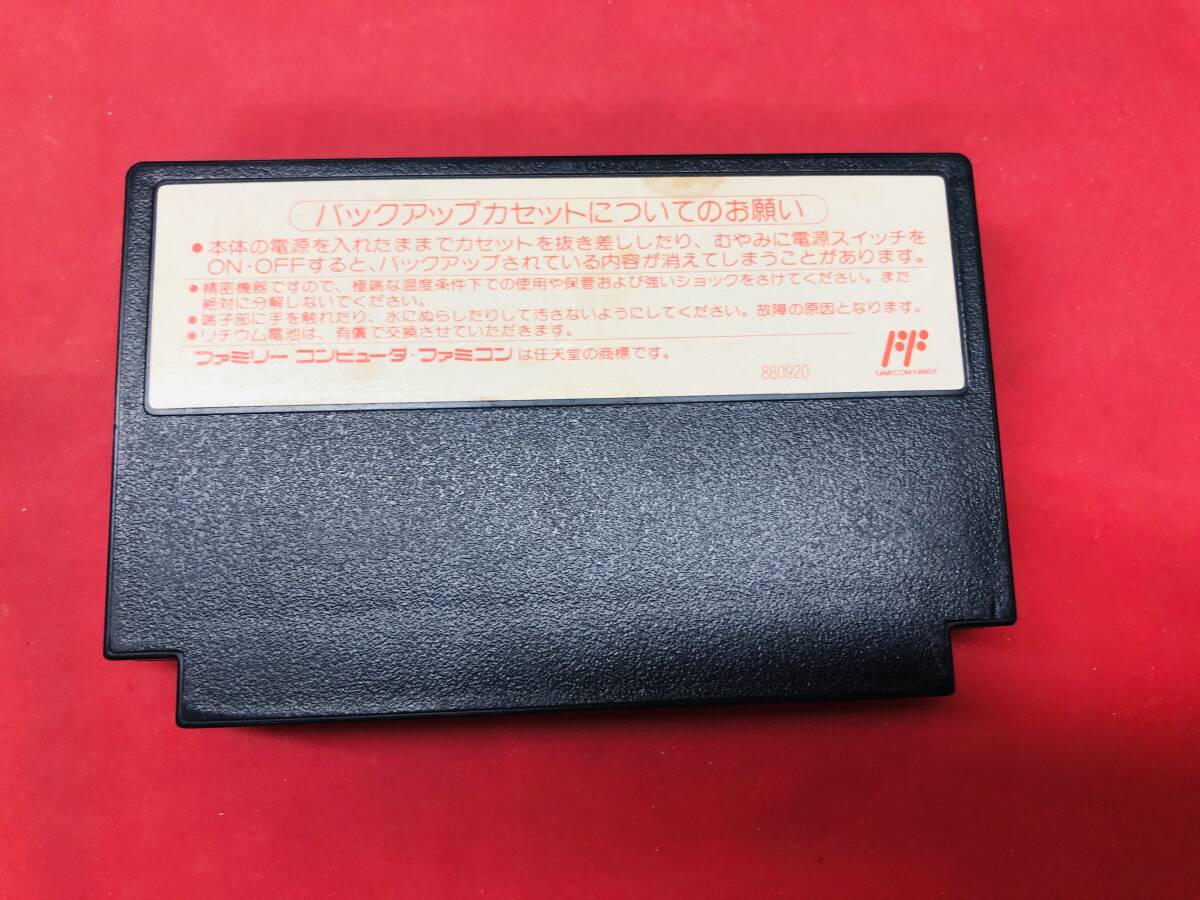 バックアップカセットについてのお願い
●本体の電源を入れたままでカセットを抜き差ししたり、むやみに電源スイッチを
ON・OFFすると、バックアップされている内容が消えてしまうことがあります。
●精密機器ですので、極端な温度条件下での使用や保管および強いショックをさけてください。また
絶対に分解しないでください。
●端子部に手を触れたり、水にぬらしたりして汚さないようにしてください。故障の原因となります。
●リチウム電池は、有償で交換させていただきます。
ファミリー コンピュータ・ファミコンは任天堂の商標です。
880920
FAMICOM FAMILY